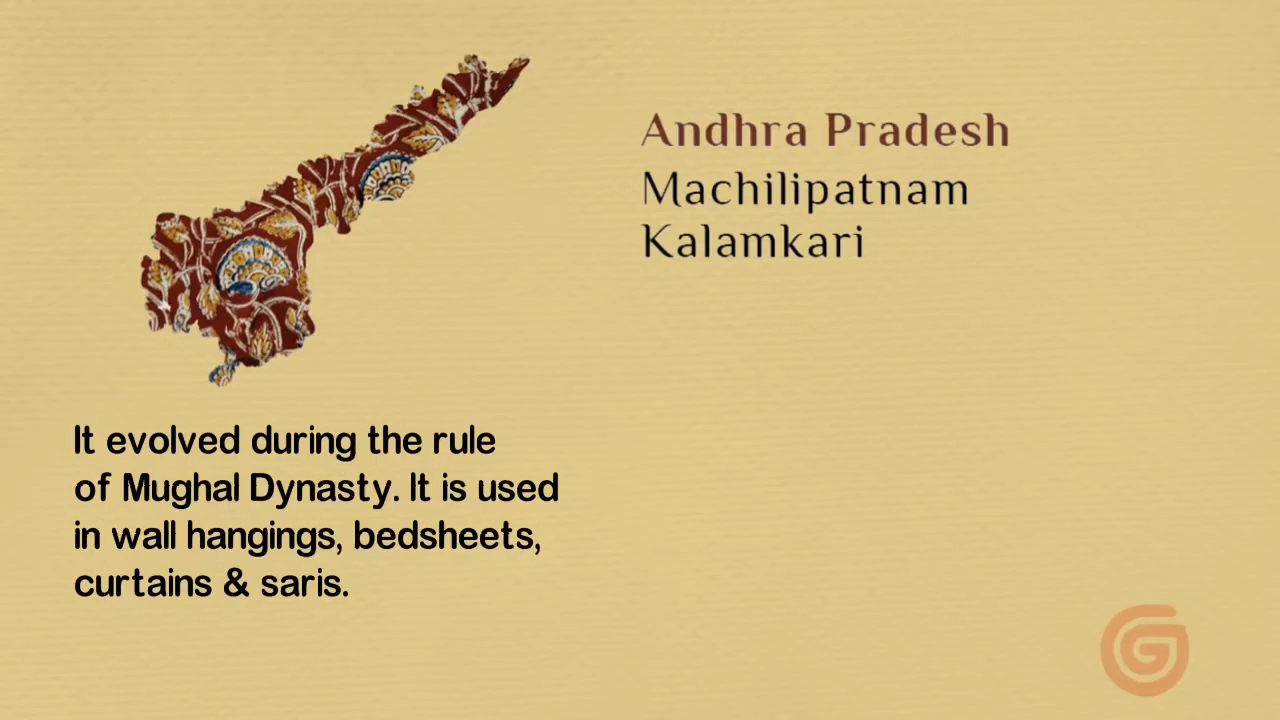 Andhra Pradesh
Machilipatnam
Kalamkari
It evolved during the rule
of Mughal Dynasty. It is used
in wall hangings, bedsheets,
curtains & saris.